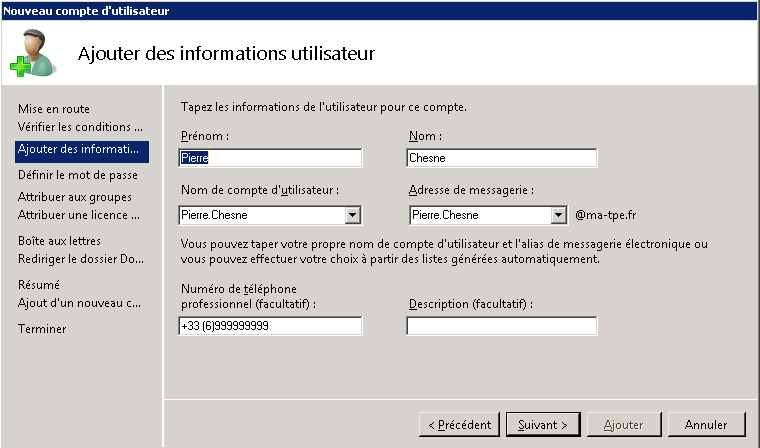 Nouveau compte d'utilisateur
Ajouter des informations utilisateur
Mise en route
Vérifier les conditions ...
Ajouter des informati...
Définir le mot de passe
Attribuer aux groupes
Attribuer une licence ...
Boîte aux lettres
Rediriger le dossier Do...
Résumé
Ajout d'un nouveau c...
Terminer
Tapez les informations de l'utilisateur pour ce compte.
Prénom : Nom :
Pierre Chesne
Nom de compte d'utilisateur : Adresse de messagerie :
Pierre.Chesne Pierre.Chesne @ma-tpe.fr
Vous pouvez taper votre propre nom de compte d'utilisateur et l'alias de messagerie électronique ou
vous pouvez effectuer votre choix à partir des listes générées automatiquement.
Numéro de téléphone
professionnel (facultatif) : Description (facultatif) :
+33 (6)999999999
< Précédent Suivant > Ajouter Annuler